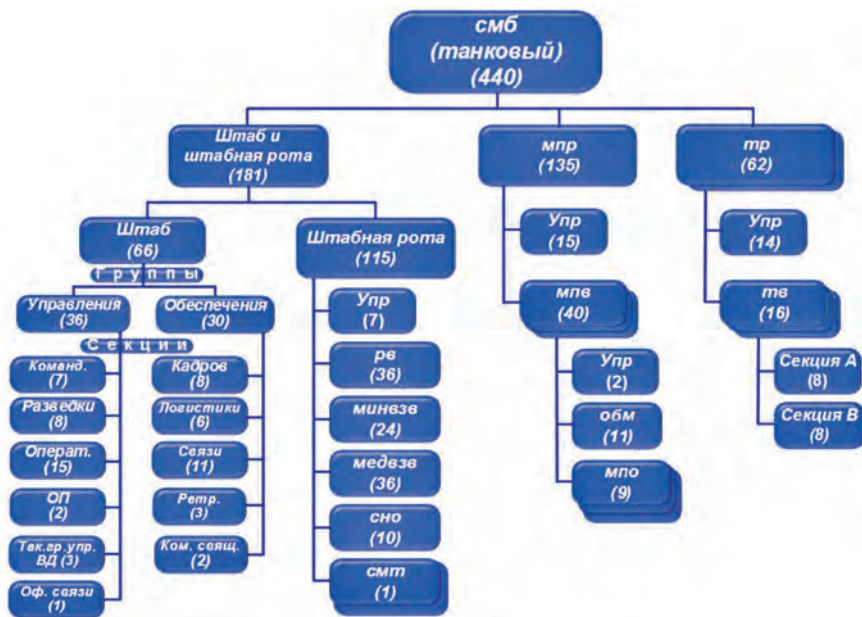 смб
(танковый)
(440)
Штаб и
штабная рота
(181)
мпр
(135)
тр
(62)
Штаб
(66)
Штабная рота
(115)
Упр
(15)
Упр
(14)
Группы
Управления
(36)
Обеспечения
(30)
Упр
(7)
мпв
(40)
тв
(16)
Секции
Команд.
(7)
Кадров
(8)
рв
(36)
Упр
(2)
Секция А
(8)
Разведки
(8)
Логистики
(6)
минвзв
(24)
обм
(11)
Секция В
(8)
Операт.
(15)
Связи
(11)
медвзв
(36)
мпо
(9)
ОП
(2)
Ретр.
(3)
сно
(10)
Так.гр.упр.
ВД (3)
Ком. свящ.
(2)
смт
(1)
Оф. связи
(1)